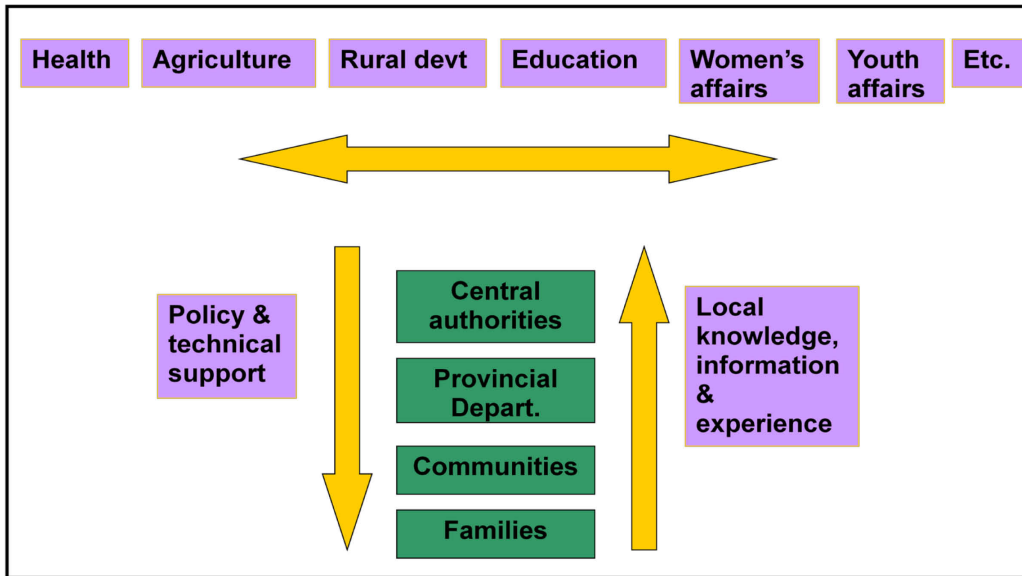 Health
Agriculture
Rural devt
Education
Women's
affairs
Youth
affairs
Etc.
Policy &
technical
support
Central
authorities
Provincial
Depart.
Communities
Families
Local
knowledge,
information
&
experience